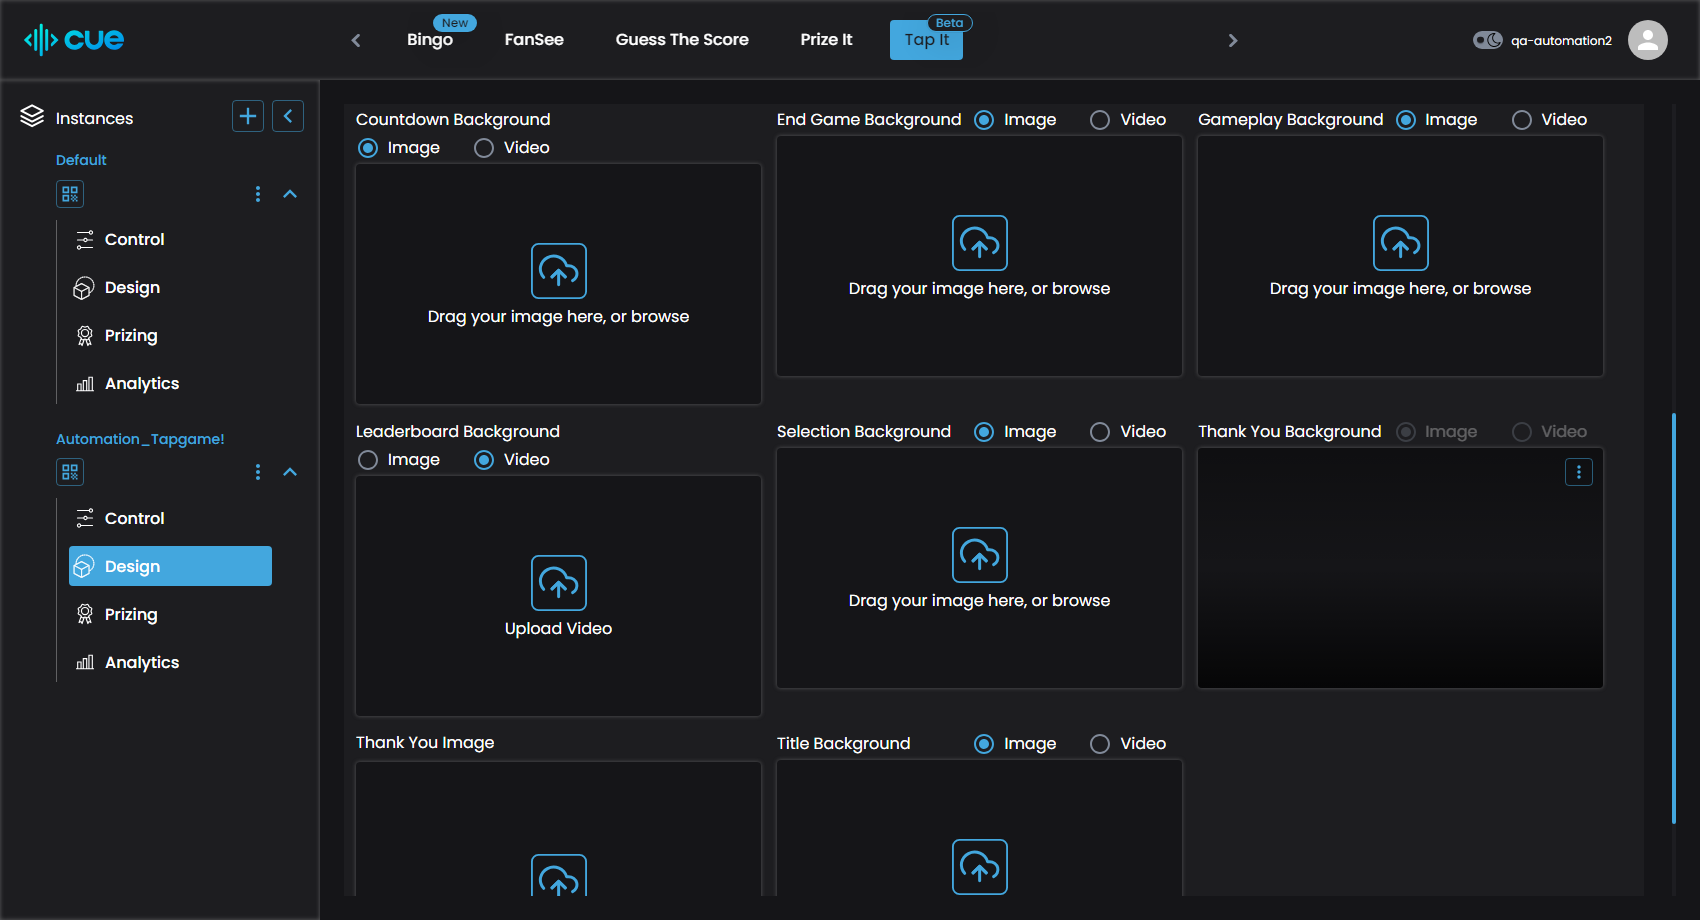 cue
New
Bingo
FanSee
Guess The Score
Prize It
Beta
Tap It
qa-automation2
Instances
Default
Control
Design
Prizing
Analytics
Automation_Tapgame!
Control
Design
Prizing
Analytics
Countdown Background
Image
Video
Drag your image here, or browse
End Game Background
Image
Video
Drag your image here, or browse
Gameplay Background
Image
Video
Drag your image here, or browse
Leaderboard Background
Image
Video
Upload Video
Selection Background
Image
Video
Drag your image here, or browse
Thank You Background
Image
Video
Thank You Image
Title Background
Image
Video